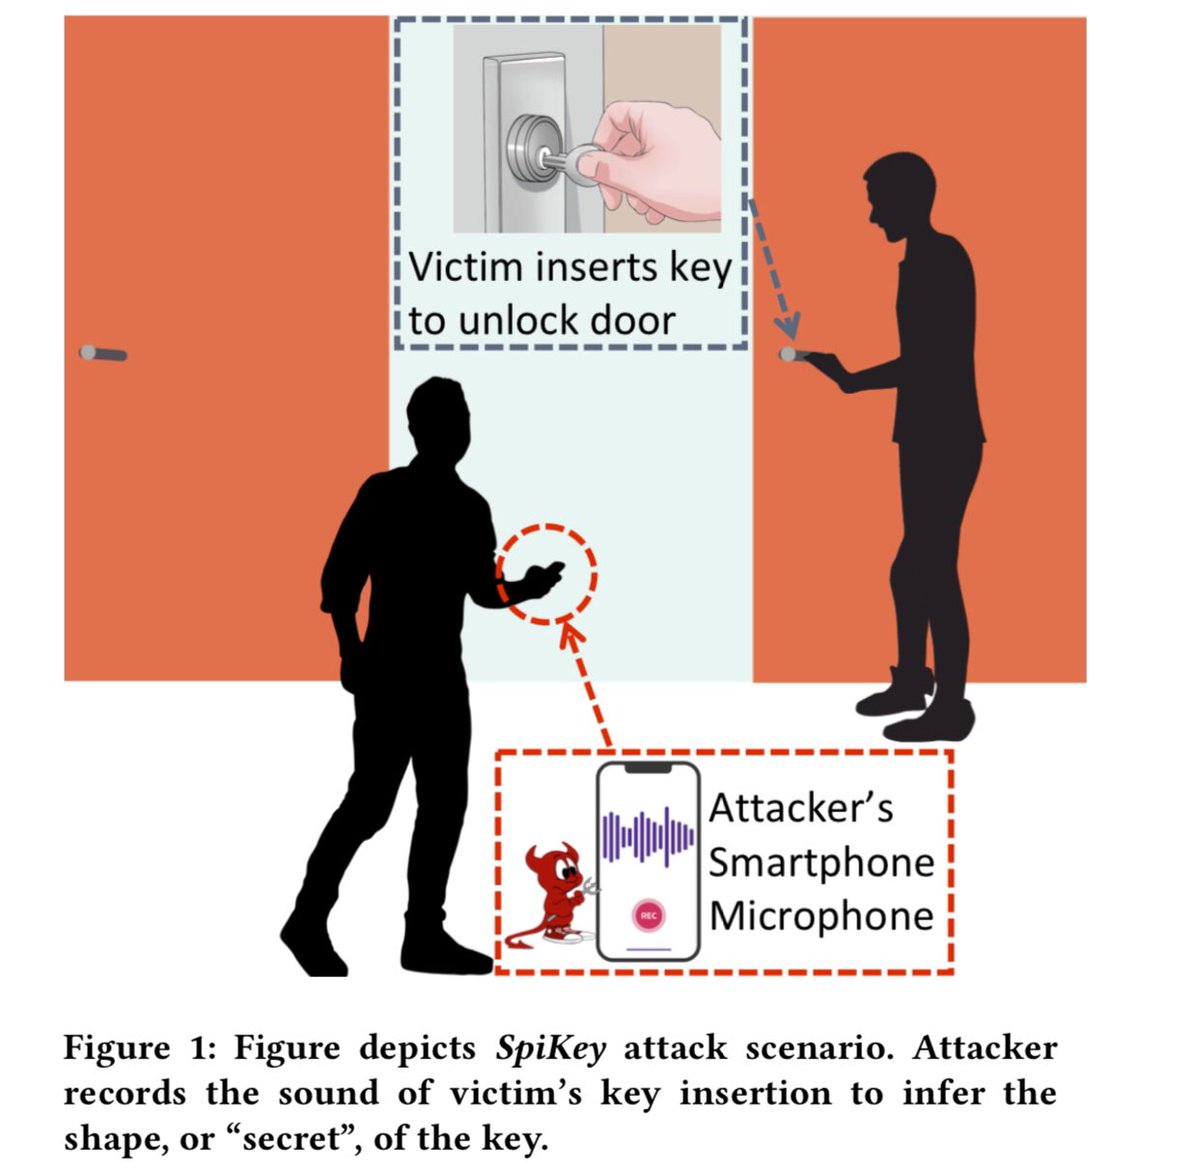 Victim inserts key
to unlock door
Attacker's
Smartphone
Microphone
REC
Figure 1: Figure depicts SpiKey attack scenario. Attacker
records the sound of victim's key insertion to infer the
shape, or “secret”, of the key.